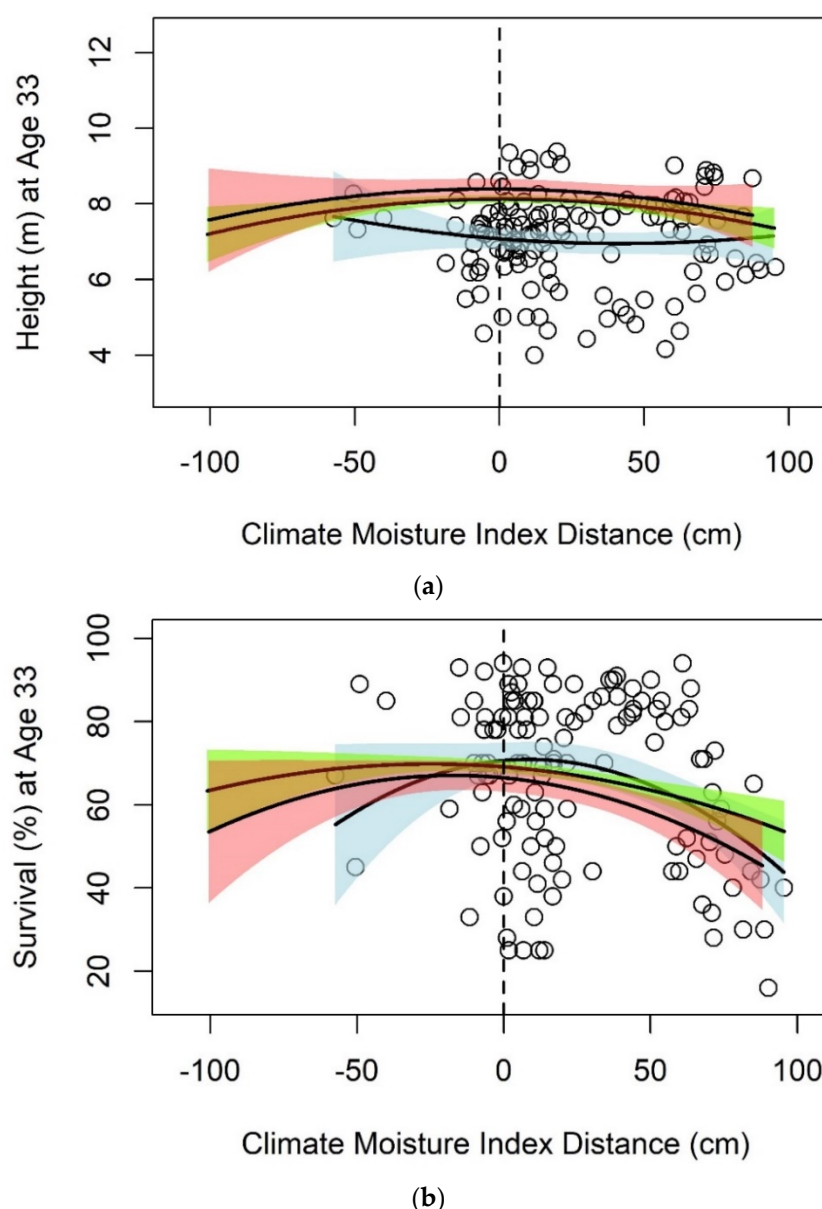 12
10
8
6
4
Height (m) at Age 33
-100 -50 0 50 100
Climate Moisture Index Distance (cm)
(a)
100
80
60
40
20
Survival (%) at Age 33
-100 -50 0 50 100
Climate Moisture Index Distance (cm)
(b)